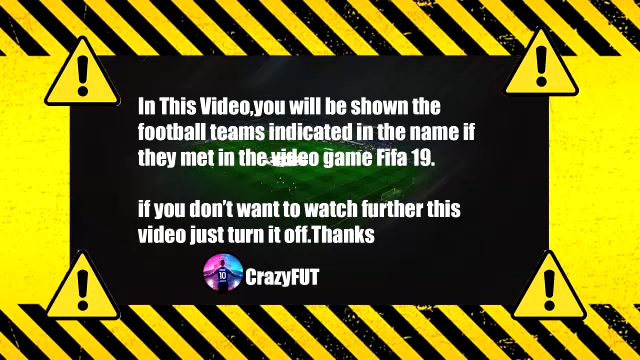 In This Video,you will be shown the
football teams indicated in the name if
they met in the video game Fifa 19.
if you don't want to watch further this
video just turn it off.Thanks
10
CrazyFUT